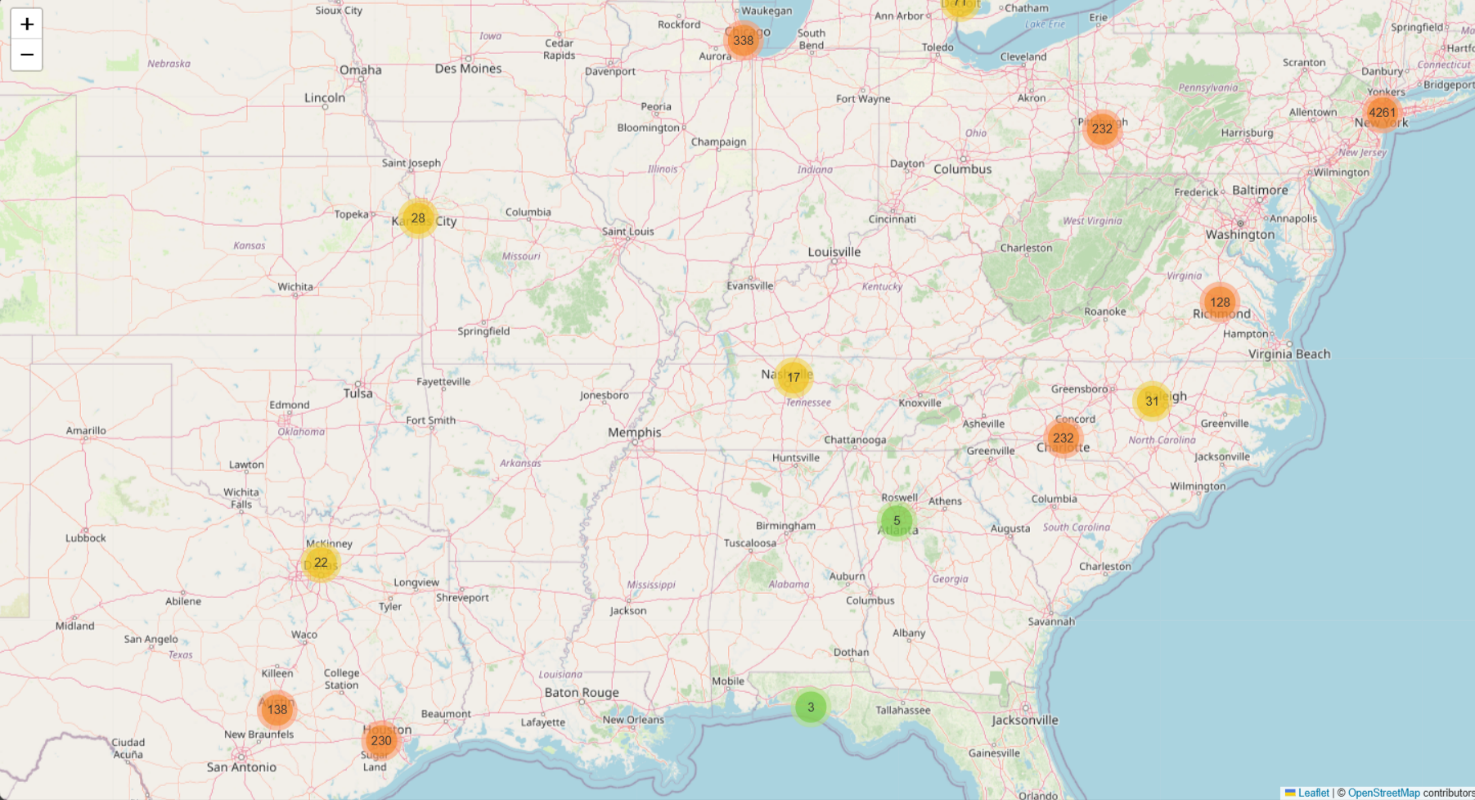 +
−
Sioux City
Waukegan
Rockford
338
Aurora
South
Bend
Ann Arbor
71
Chatham
Lake Erie
Erie
Springfield
Iowa
Cedar
Rapids
Toledo
Cleveland
Connecticut
Nebraska
Omaha
Des Moines
Davenport
Scranton
Danbury
Bridgeport
Lincoln
Peoria
Fort Wayne
Akron
Pennsylvania
Yonkers
4261
New York
Allentown
Bloomington
Champaign
232
Ohio
Harrisburg
New Jersey
Saint Joseph
Illinois
Indiana
Dayton
Columbus
Wilmington
Frederick
Baltimore
28
Topeka
Columbia
Saint Louis
Cincinnati
West Virginia
Annapolis
Washington
Kansas
Missouri
Louisville
Charleston
Wichita
Evansville
Kentucky
Virginia
128
Richmond
Roanoke
Springfield
Hampton
Virginia Beach
17
Tennessee
Tulsa
Fayetteville
Jonesboro
Knoxville
Greensboro
31
Edmond
Oklahoma
Fort Smith
Amarillo
Memphis
Chattanooga
Asheville
Concord
232
Charlotte
Greenville
North Carolina
Greenville
Jacksonville
Lawton
Arkansas
Huntsville
Wichita
Falls
Roswell
Athens
Columbia
Wilmington
5
Atlanta
Lubbock
McKinney
22
Birmingham
Tuscaloosa
Augusta
South Carolina
Charleston
Abilene
Longview
Tyler
Shreveport
Mississippi
Alabama
Auburn
Georgia
Columbus
Midland
San Angelo
Texas
Waco
Jackson
Albany
Savannah
Dothan
Killeen
College
Station
Louisiana
Baton Rouge
Mobile
138
New Braunfels
Houston
230
Sugar
Land
Beaumont
Lafayette
New Orleans
3
Tallahassee
Jacksonville
Ciudad
Acuña
San Antonio
Gainesville
Orlando
Leaflet | © OpenStreetMap contributors